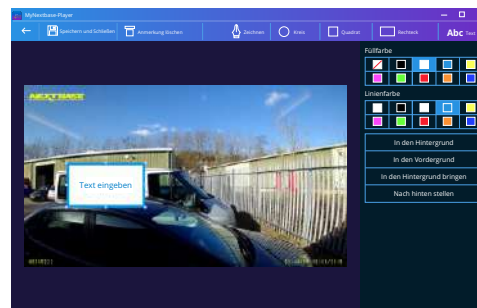 MyNextbase-Player
Speichern und Schließen
Anmerkung löschen
Zeichnen
Kreis
Quadrat
Rechteck
Abc Text
Füllfarbe
Linienfarbe
NEXTBASE
Text eingeben
In den Hintergrund
In den Vordergrund
In den Hintergrund bringen
Nach hinten stellen